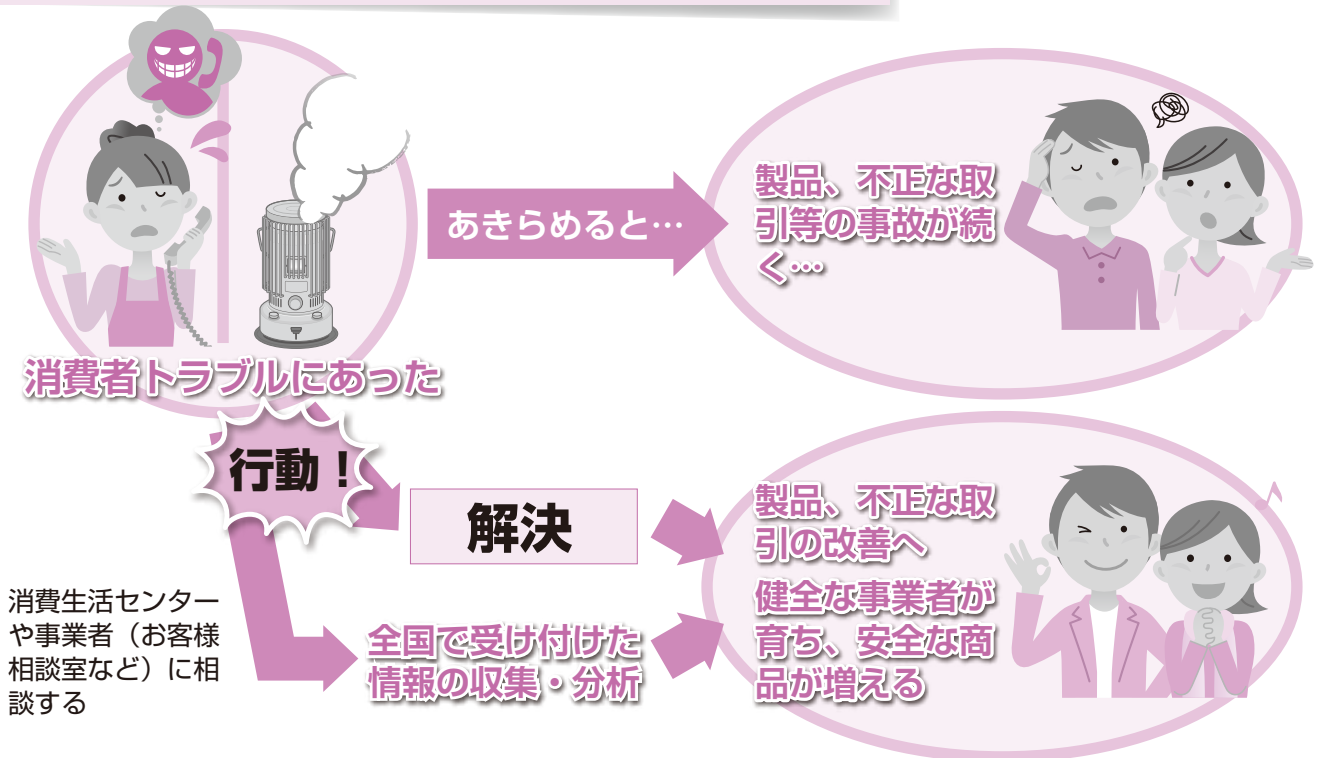 あきらめると…
製品、不正な取
引等の事故が続
く…
消費者トラブルにあった
行動！
解決
製品、不正な取
引の改善へ
健全な事業者が
育ち、安全な商
品が増える
消費生活センター
や事業者（お客様
相談室など）に相
談する
全国で受け付けた
情報の収集・分析